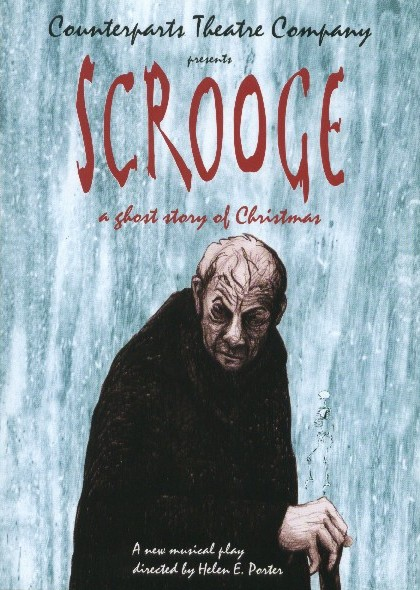 Counterparts Theatre Company
presents
SCROOGE
a ghost story of Christmas
A new musical play
directed by Helen E. Porter